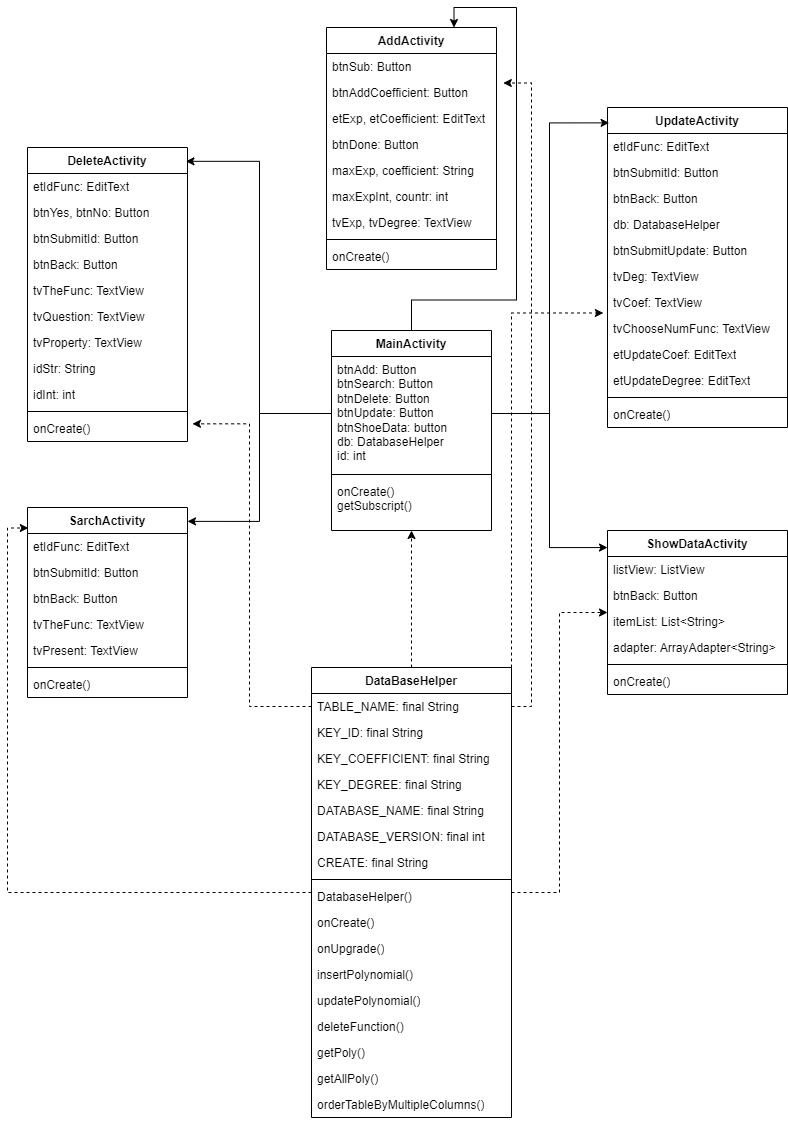 AddActivity
btnSub: Button
btnAddCoefficient: Button
etExp, etCoefficient: EditText
btnDone: Button
maxExp, coefficient: String
maxExpInt, countr: int
tvExp, tvDegree: TextView
onCreate()
UpdateActivity
etIdFunc: EditText
btnSubmitId: Button
btnBack: Button
db: DatabaseHelper
btnSubmitUpdate: Button
tvDeg: TextView
tvCoef: TextView
tvChooseNumFunc: TextView
etUpdateCoef: EditText
etUpdateDegree: EditText
onCreate()
DeleteActivity
etIdFunc: EditText
btnYes, btnNo: Button
btnSubmitId: Button
btnBack: Button
tvTheFunc: TextView
tvQuestion: TextView
tvProperty: TextView
idStr: String
idInt: int
onCreate()
MainActivity
btnAdd: Button
btnSearch: Button
btnDelete: Button
btnUpdate: Button
btnShoeData: button
db: DatabaseHelper
id: int
onCreate()
getSubscript()
SarchActivity
etIdFunc: EditText
btnSubmitId: Button
btnBack: Button
tvTheFunc: TextView
tvPresent: TextView
onCreate()
ShowDataActivity
listView: ListView
btnBack: Button
itemList: List<String>
adapter: ArrayAdapter<String>
onCreate()
DataBaseHelper
TABLE_NAME: final String
KEY_ID: final String
KEY_COEFFICIENT: final String
KEY_DEGREE: final String
DATABASE_NAME: final String
DATABASE_VERSION: final int
CREATE: final String
DatabaseHelper()
onCreate()
onUpgrade()
insertPolynomial()
updatePolynomial()
deleteFunction()
getPoly()
getAllPoly()
orderTableByMultipleColumns()